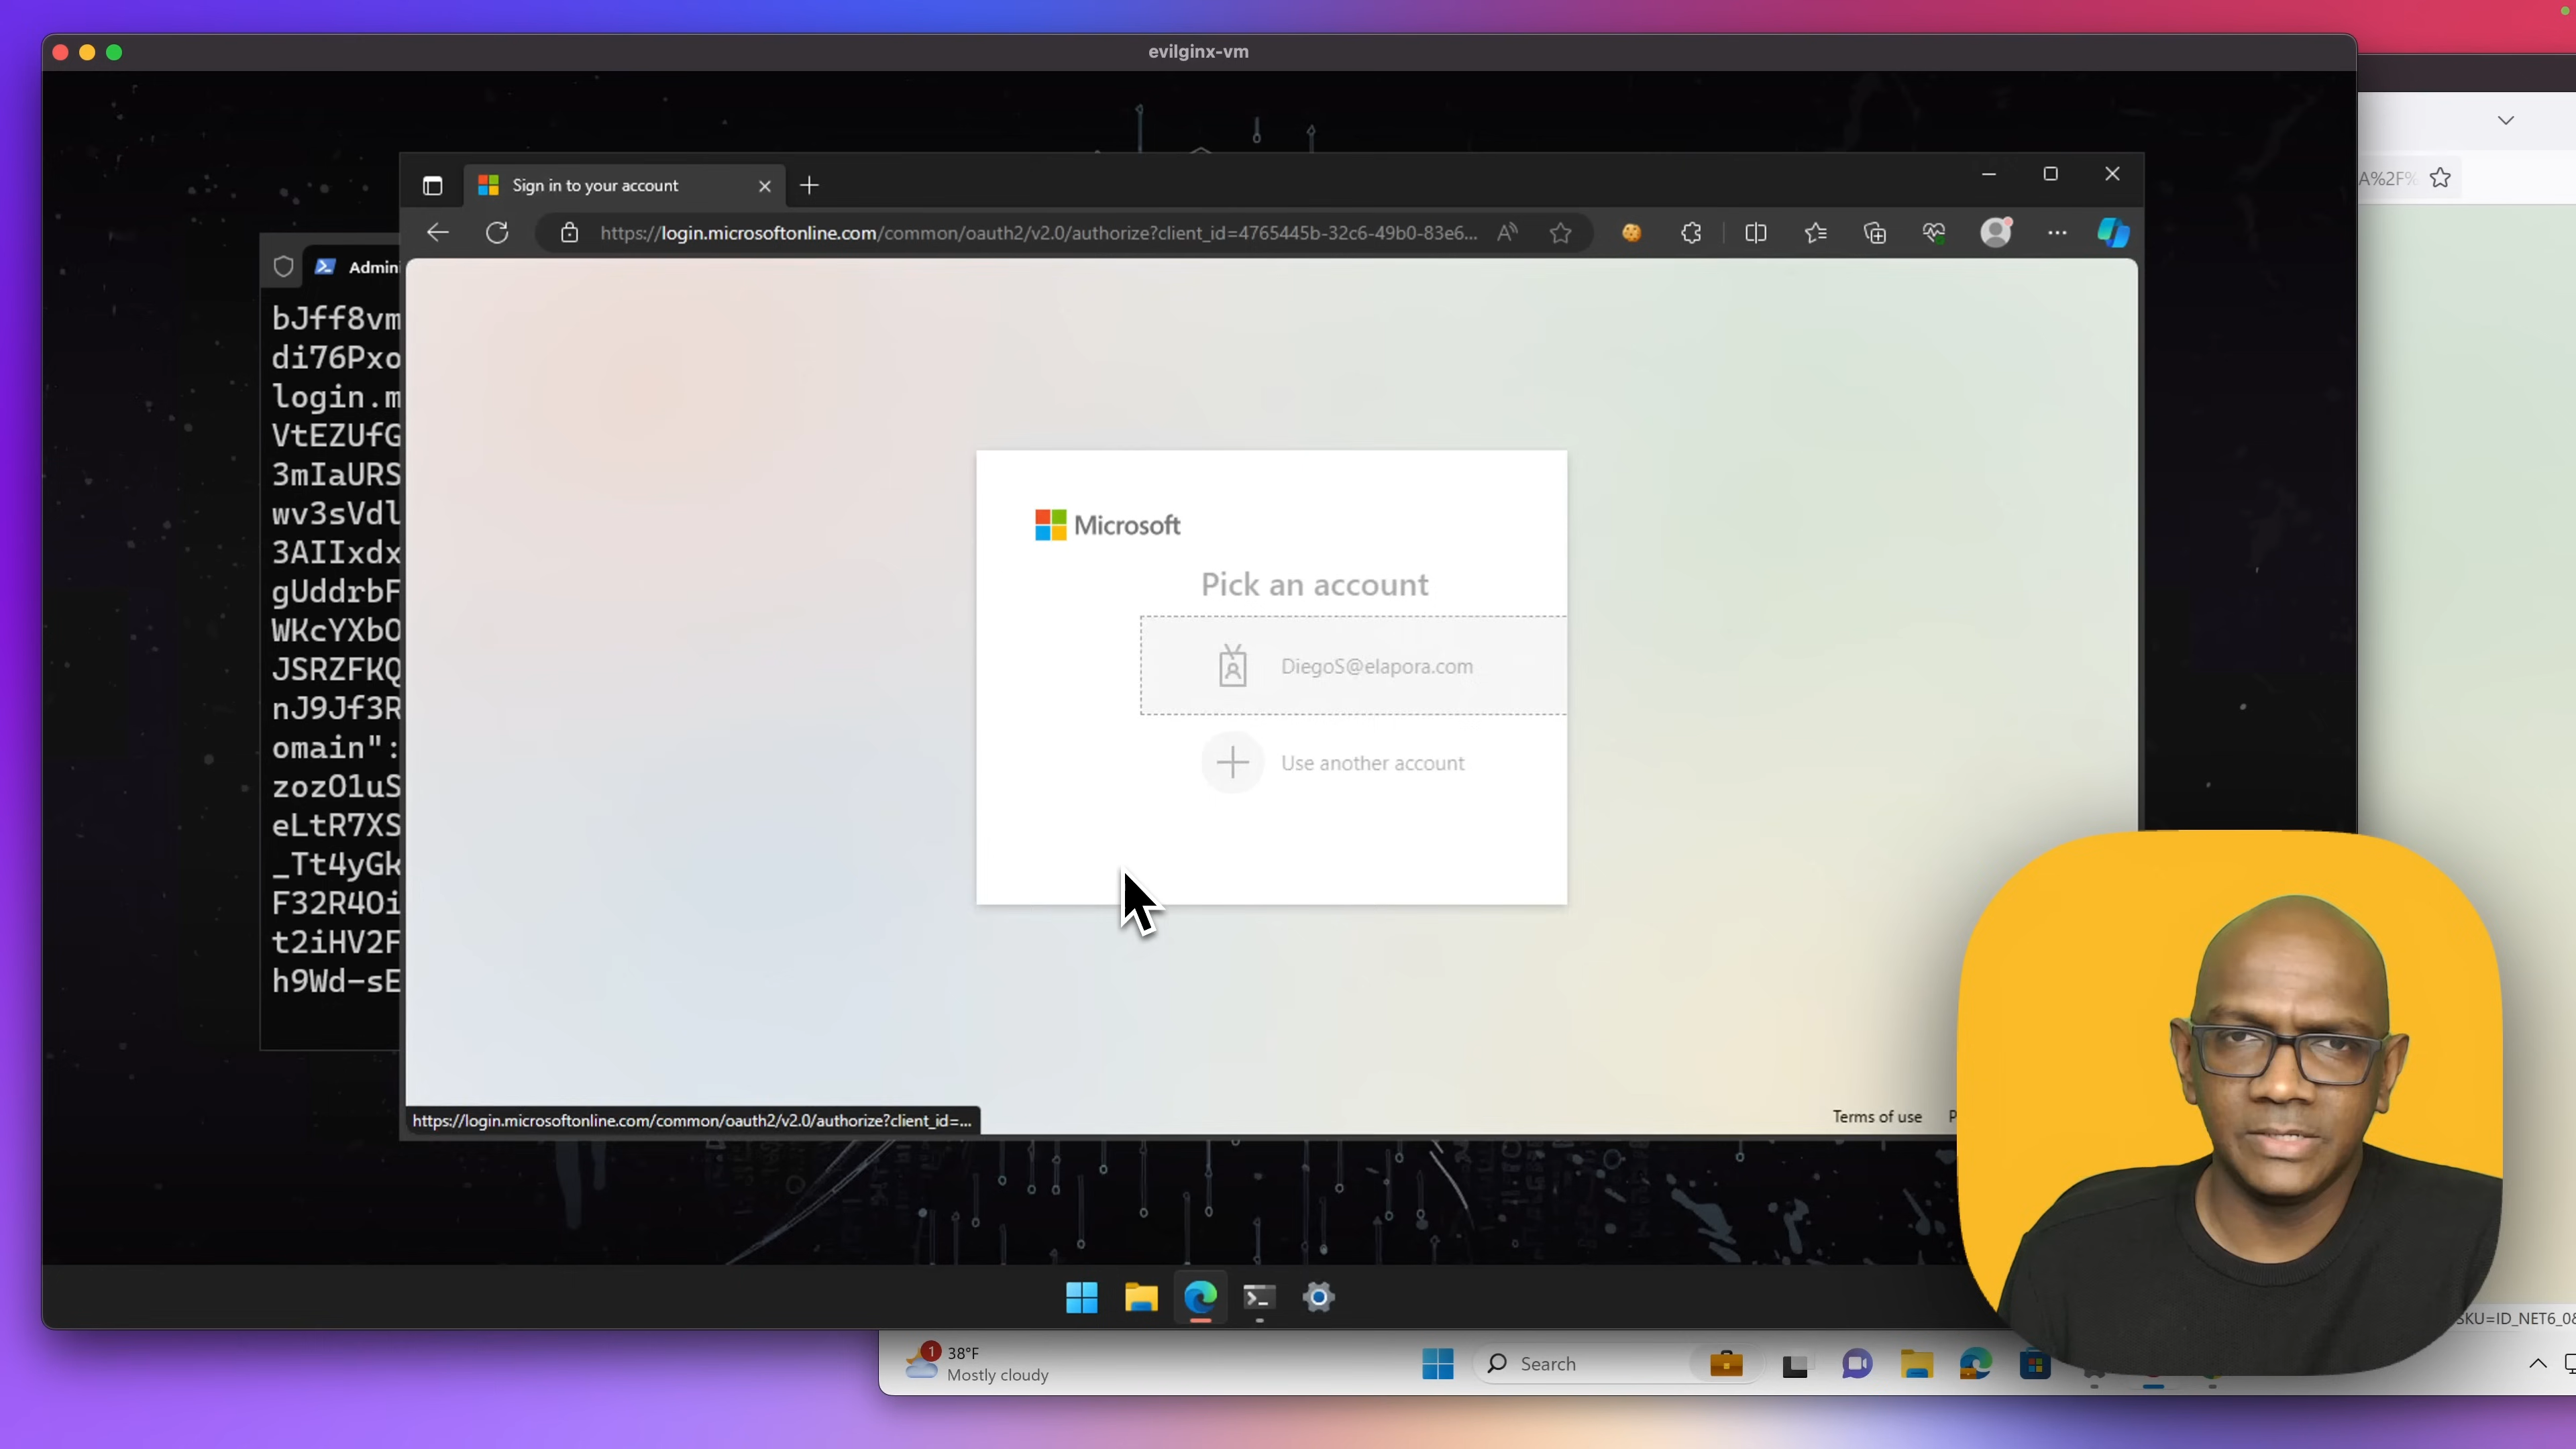 evilginx-vm
Sign in to your account
A%2F%
https://login.microsoftonline.com/common/oauth2/v2.0/authorize?client_id=4765445b-32c6-49b0-83e6...
Admini
bJff8vm
di76Pxo
login.m
VtEZUfG
3mIaURS
wv3sVdl
3AIIxdx
gUddrbF
WKcYXbO
JSRZFKQ
nJ9Jf3R
omain":
zozO1uS
eLtR7XS
_Tt4yGk
F32R4Oi
t2iHV2F
h9Wd-sE
Microsoft
Pick an account
DiegoS@elapora.com
Use another account
https://login.microsoftonline.com/common/oauth2/v2.0/authorize?client_id=...
Terms of use P
SKU=ID_NET6_0&
1
38°F
Mostly cloudy
Search